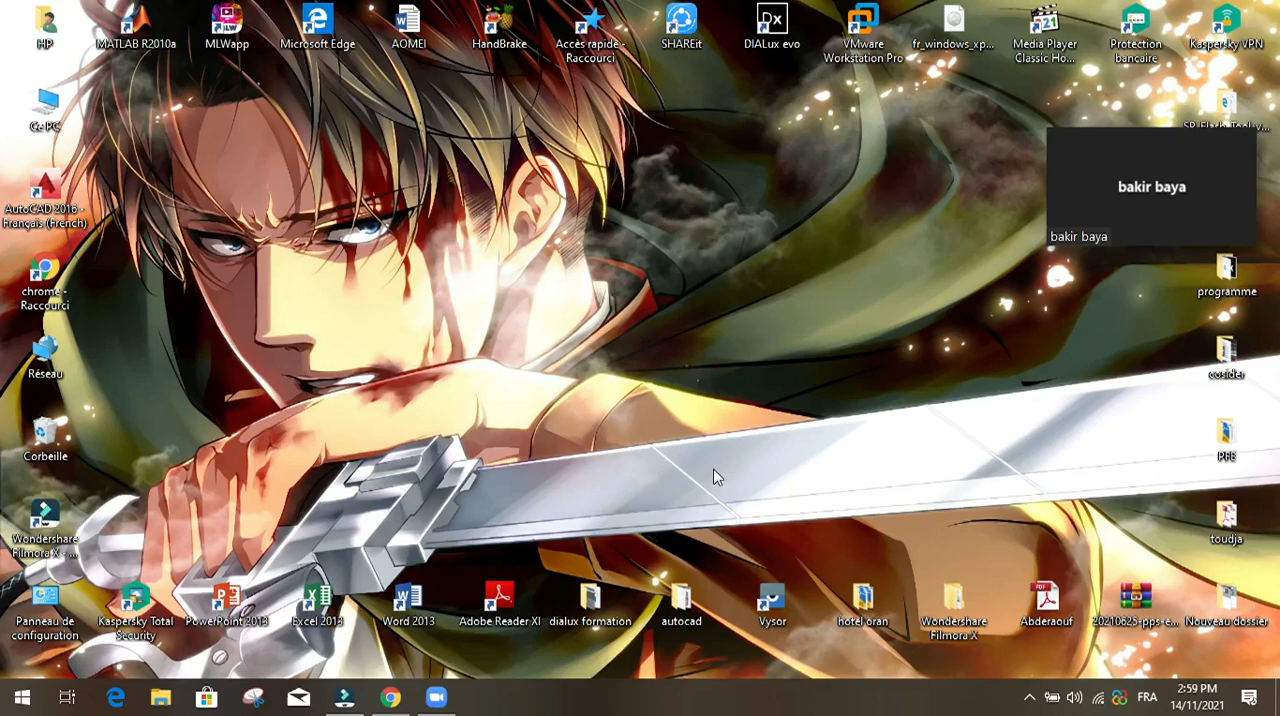 HP
MATLAB R2010a
MLWapp
Microsoft Edge
AOMEI
HandBrake
Accès rapide -
Raccourci
SHAREit
DIALux evo
VMware
Workstation Pro
fr_windows_xp...
Media Player
Classic Ho...
Protection
bancaire
Kaspersky VPN
Ce PC
SP_Flash_Tool_v...
AutoCAD 2016 -
Français (French)
bakir baya
bakir baya
chrome -
Raccourci
programme
Réseau
cosider
Corbeille
PFE
Wondershare
Filmora X - ...
toudja
Panneau de
configuration
Kaspersky Total
Security
PowerPoint 2013
Excel 2013
Word 2013
Adobe Reader XI
dialux formation
autocad
Vysor
hotel oran
Wondershare
Filmora X
Abderaouf
20210625-pps-e...
Nouveau dossier
FRA
2:59 PM
14/11/2021